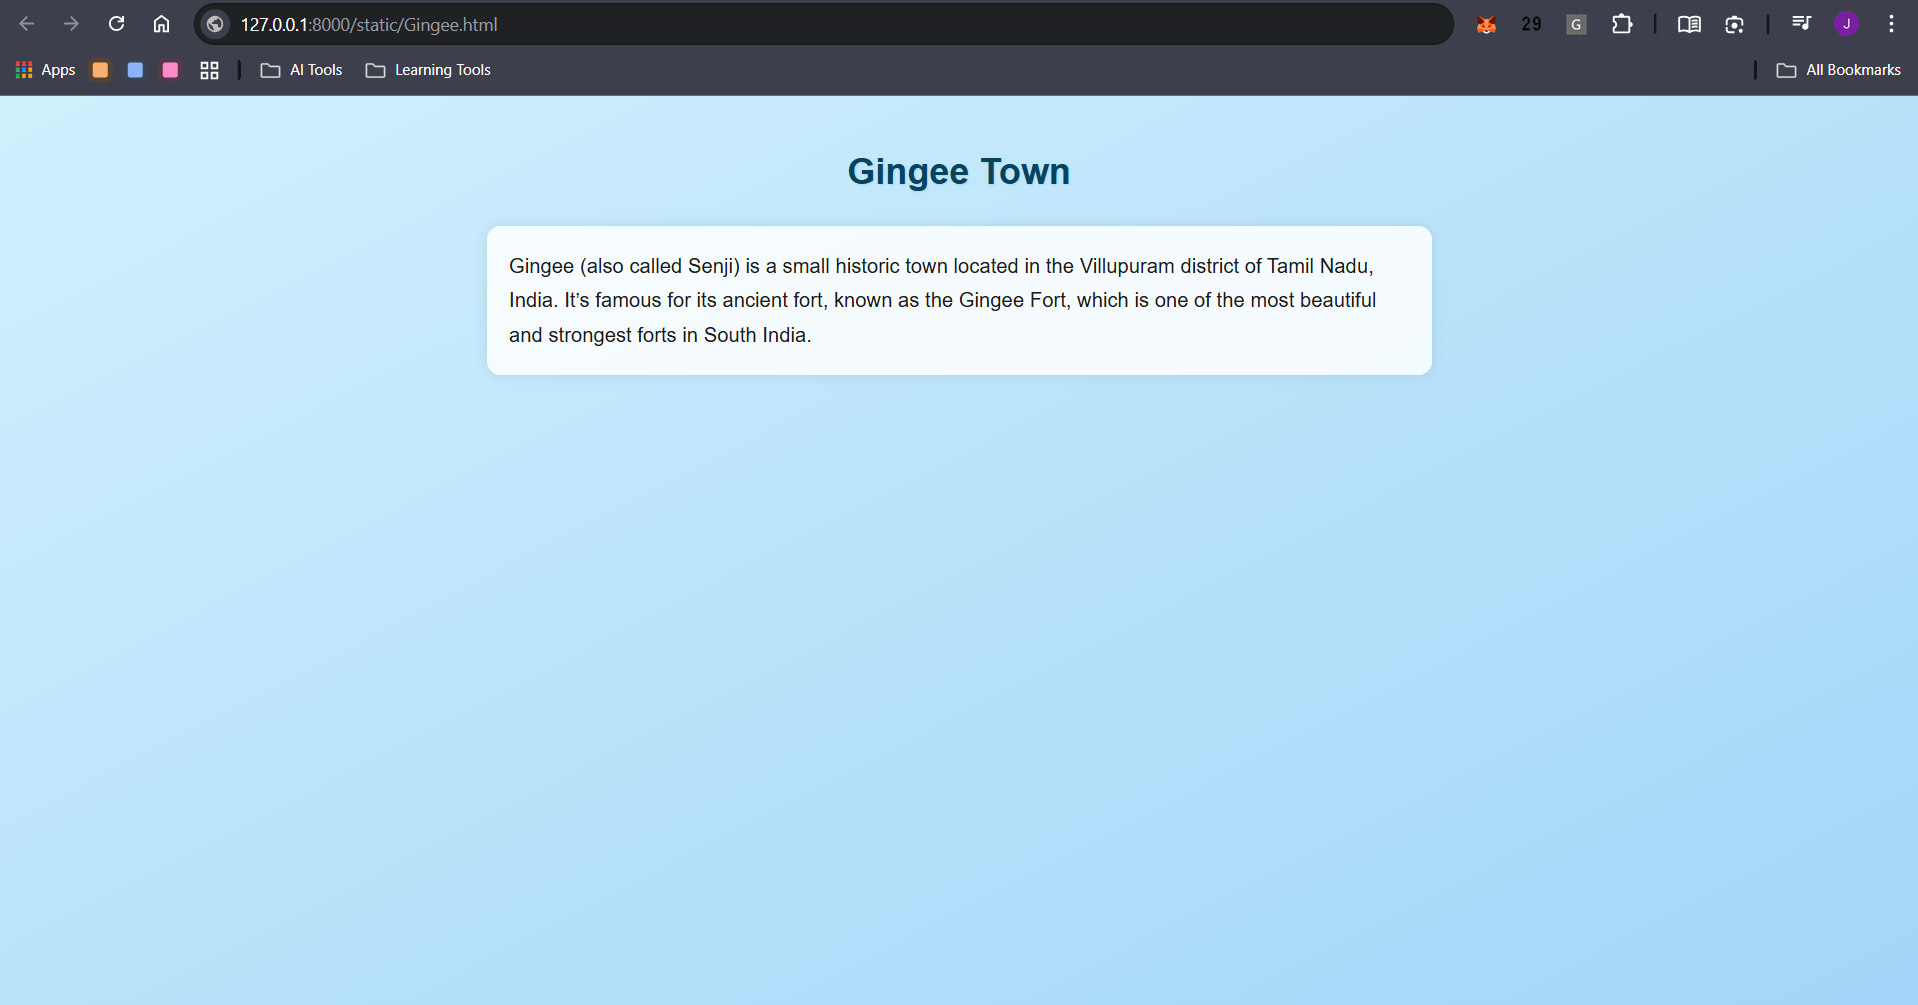 127.0.0.1:8000/static/Gingee.html
29
G
J
Apps
AI Tools
Learning Tools
All Bookmarks
Gingee Town
Gingee (also called Senji) is a small historic town located in the Villupuram district of Tamil Nadu,
India. It’s famous for its ancient fort, known as the Gingee Fort, which is one of the most beautiful
and strongest forts in South India.